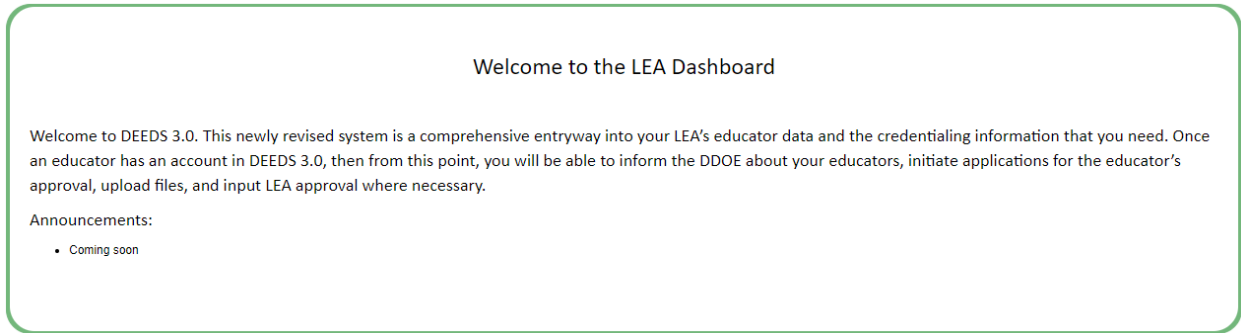 Welcome to the LEA Dashboard
Welcome to DEEDS 3.0. This newly revised system is a comprehensive entryway into your LEA’s educator data and the credentialing information that you need. Once
an educator has an account in DEEDS 3.0, then from this point, you will be able to inform the DDOE about your educators, initiate applications for the educator’s
approval, upload files, and input LEA approval where necessary.
Announcements:
• Coming soon